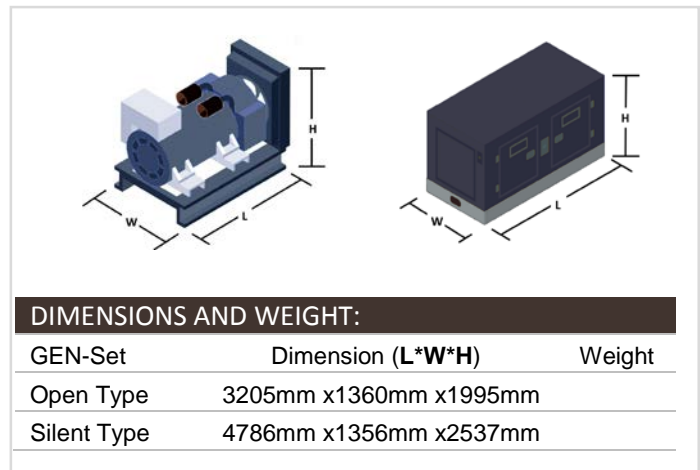 H
H
W
L
W
L
DIMENSIONS AND WEIGHT:
GEN-Set Dimension (L*W*H) Weight
Open Type 3205mm x1360mm x1995mm
Silent Type 4786mm x1356mm x2537mm